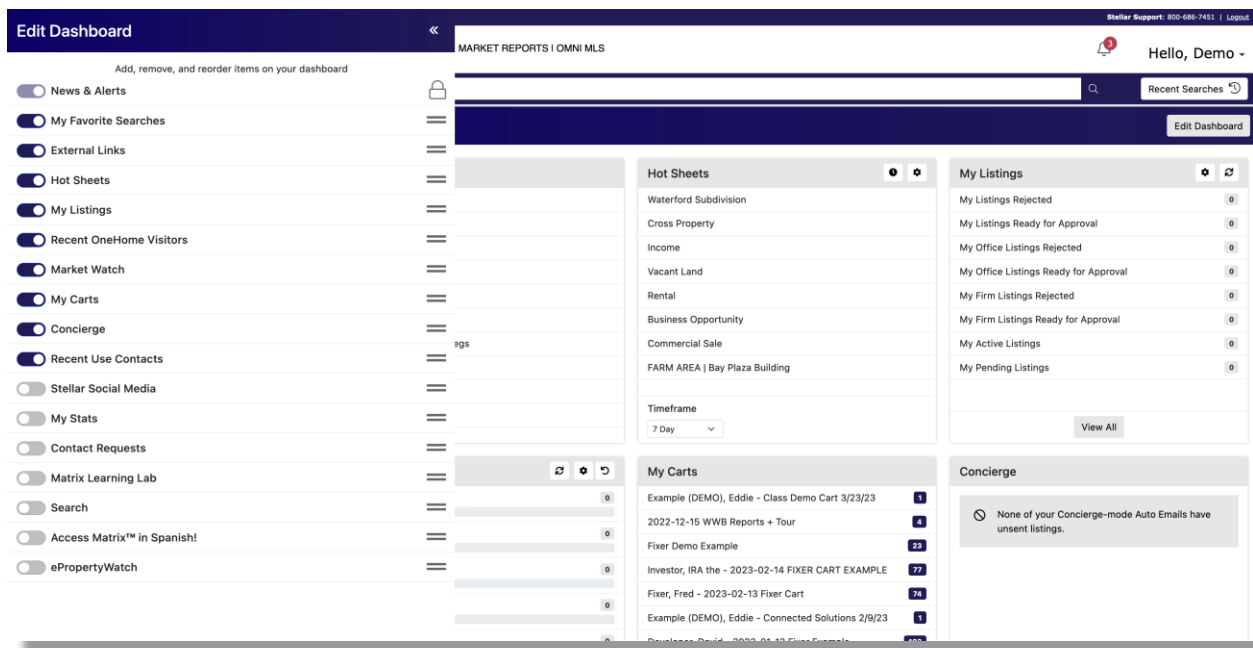 Edit Dashboard
«
Add, remove, and reorder items on your dashboard
News & Alerts
My Favorite Searches
External Links
Hot Sheets
My Listings
Recent OneHome Visitors
Market Watch
My Carts
Concierge
Recent Use Contacts
Stellar Social Media
My Stats
Contact Requests
Matrix Learning Lab
Search
Access Matrix™ in Spanish!
ePropertyWatch
Stellar Support: 800-686-7451 | Logout
MARKET REPORTS I OMNI MLS
3
Hello, Demo
Recent Searches
Edit Dashboard
egs
0
0
0
0
Hot Sheets
Waterford Subdivision
Cross Property
Income
Vacant Land
Rental
Business Opportunity
Commercial Sale
FARM AREA | Bay Plaza Building
Timeframe
7 Day
My Listings
My Listings Rejected 0
My Listings Ready for Approval 0
My Office Listings Rejected 0
My Office Listings Ready for Approval 0
My Firm Listings Rejected 0
My Firm Listings Ready for Approval 0
My Active Listings 0
My Pending Listings 0
View All
My Carts
Example (DEMO), Eddie - Class Demo Cart 3/23/23 1
2022-12-15 WWB Reports + Tour 4
Fixer Demo Example 23
Investor, IRA the - 2023-02-14 FIXER CART EXAMPLE 77
Fixer, Fred - 2023-02-13 Fixer Cart 74
Example (DEMO), Eddie - Connected Solutions 2/9/23 1
Concierge
None of your Concierge-mode Auto Emails have
unsent listings.